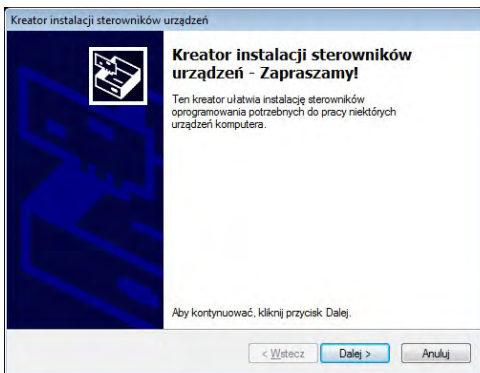 Kreator instalacji sterowników urządzeń
Kreator instalacji sterowników
urządzeń - Zapraszamy!
Ten kreator ułatwia instalację sterowników
oprogramowania potrzebnych do pracy niektórych
urządzeń komputera.
Aby kontynuować, kliknij przycisk Dalej.
< Wstecz Dalej > Anuluj